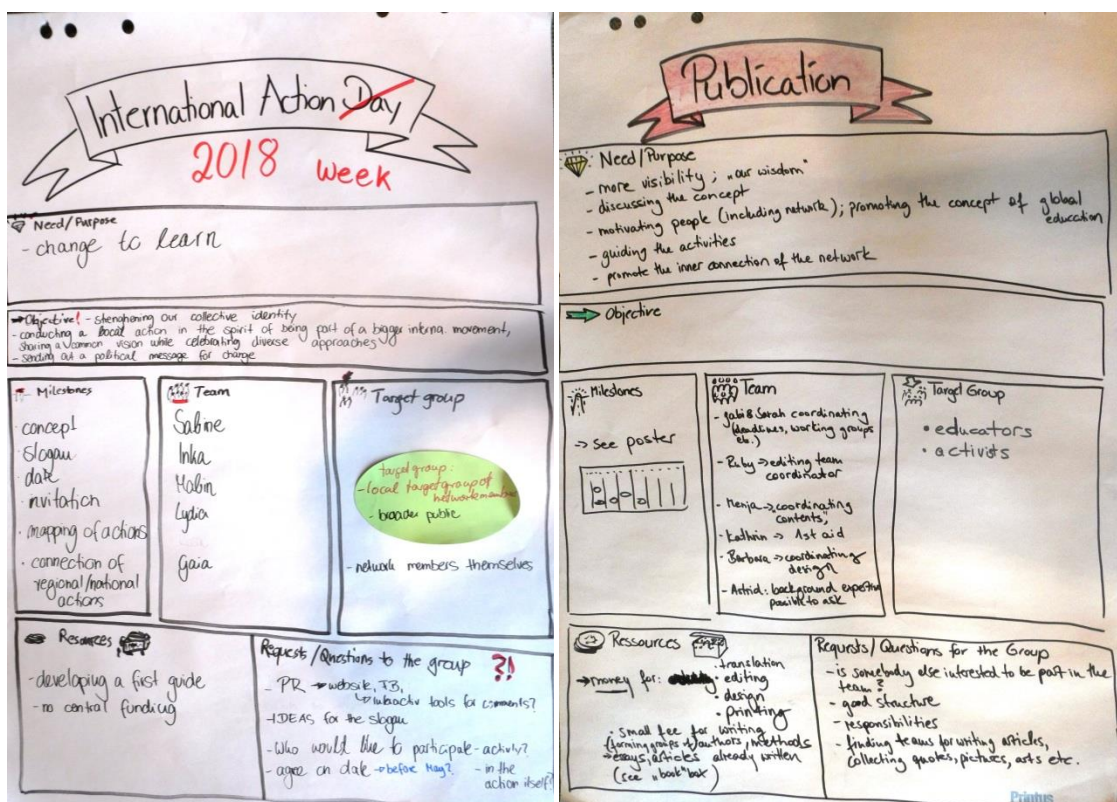 International Action Day
2018 week
Need/Purpose
- change to learn
Objective! - strenghening our collective identity
- conducting a local action in the spirit of being part of a bigger interna. movement,
sharing a common vision while celebrating diverse approaches
- sending out a political message for change
Milestones
concept
slogan
date
invitation
mapping of actions
connection of
regional/national
actions
Team
Sabine
Inka
Lydia
Gaia
Target group
target group:
- local target group of
network members
- broader public
- network members themselves
Resources
- developing a first guide
- no central funding
Requests/Questions to the group ?!
- PR → website, FB,
↳ interactiv tools for comments?
- IDEAS for the slogan
- Who would like to participate - activly?
- agree on date → before May? - in the
action itself?
Publication
Need/Purpose
- more visibility; „our wisdom"
- discussing the concept
- motivating people (including network); promoting the concept of global
education
- guiding the activities
- promote the inner connection of the network
Objective
Milestones
→ see poster
Team
- Gabi & Sarah coordinating
(deadlines, working groups
etc.)
- Ruby → editing team
coordinator
- → coordinating
contents,"
- Kathrin → 1st aid
- Barbara → coordinating
design
- Astrid: background expertise
possible to ask
Target Group
• educators
• activists
Ressources
→ money for:
· translation
· editing
· design
· printing
· small fee for writing
(forming groups of) authors, methods
→ essays, articles already written
(see „book" box)
Requests/Questions for the Group
- is somebody else interested to be part in the
team?
- good structure
- responsibilities
- finding teams for writing articles,
collecting quotes, pictures, arts etc.
Printus